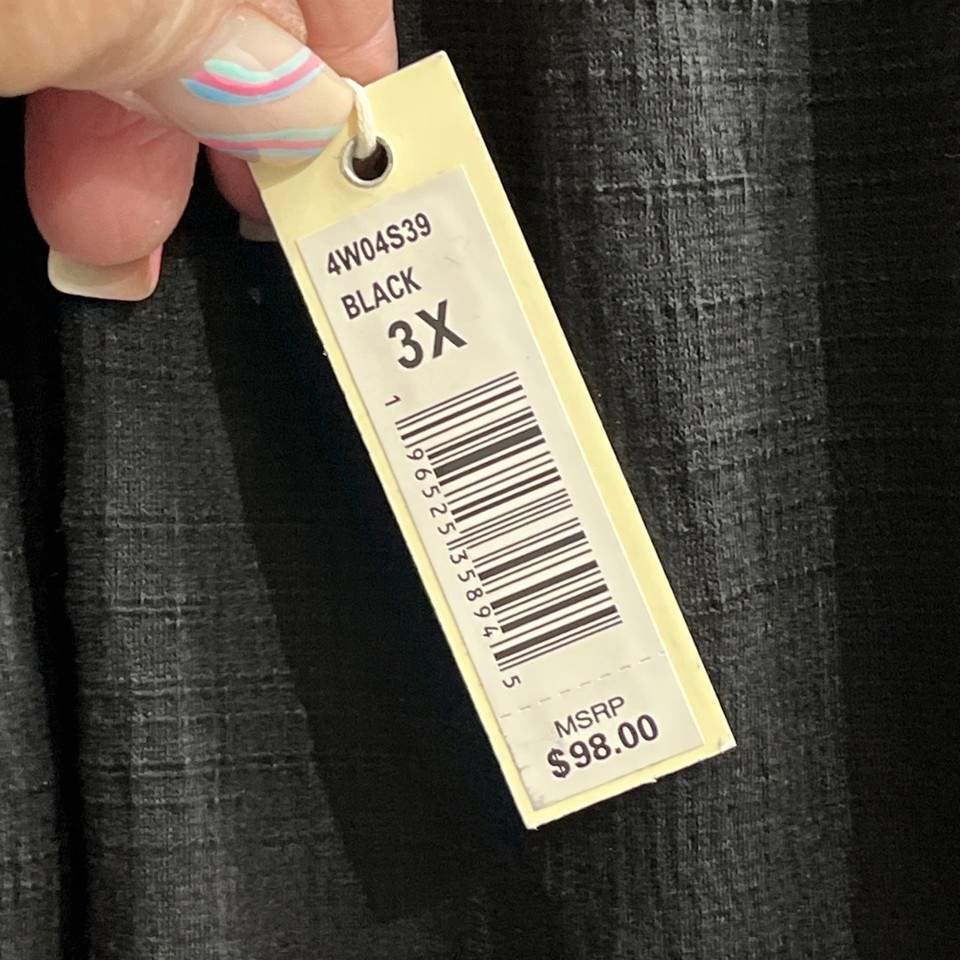 4W04S39
BLACK
3X
1 96525 35894 5
MSRP
$98.00